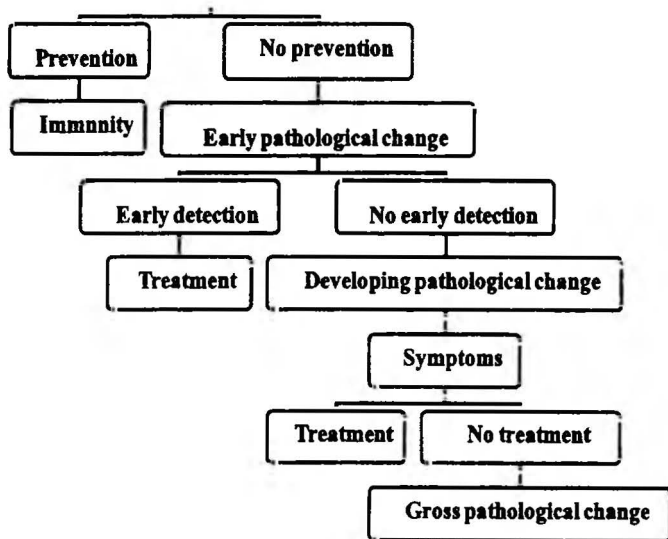 Prevention
No prevention
Immnnity
Early pathological change
Early detection
No early detection
Treatment
Developing pathological change
Symptoms
Treatment
No treatment
Gross pathological change